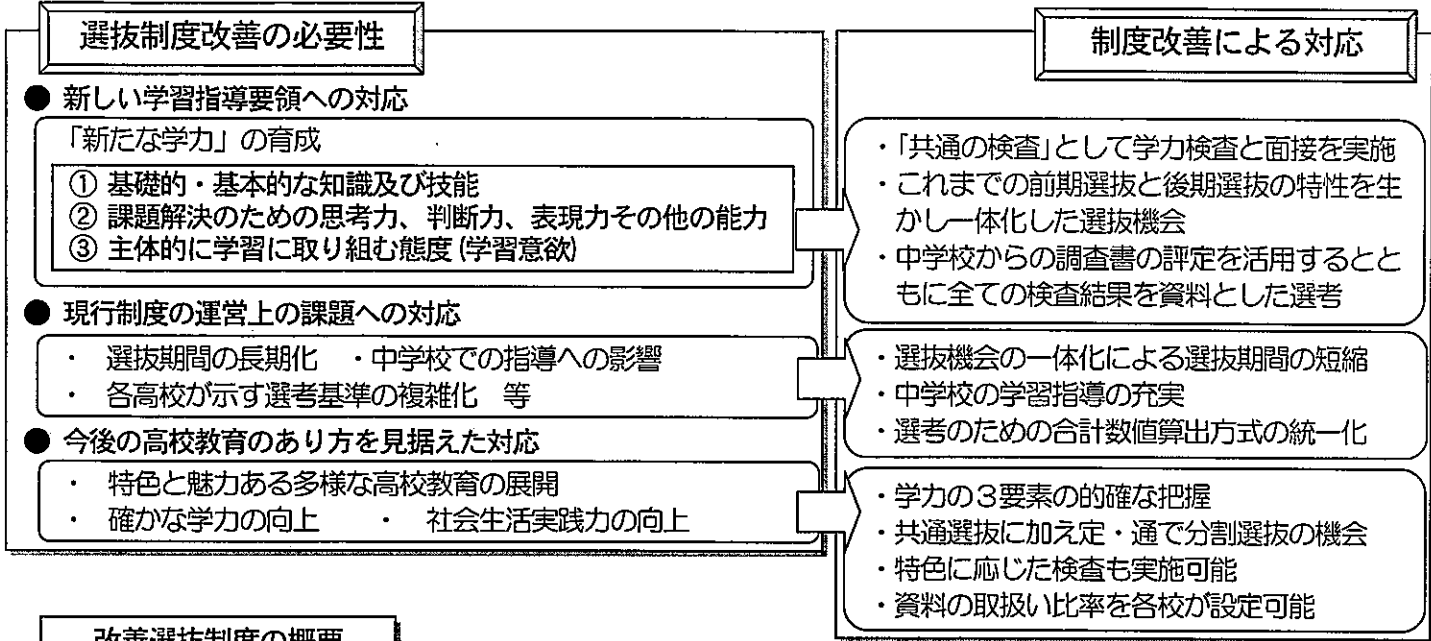 選抜制度改善の必要性
● 新しい学習指導要領への対応
「新たな学力」の育成
① 基礎的・基本的な知識及び技能
② 課題解決のための思考力、判断力、表現力その他の能力
③ 主体的に学習に取り組む態度(学習意欲)
● 現行制度の運営上の課題への対応
・ 選抜期間の長期化 ・中学校での指導への影響
・ 各高校が示す選考基準の複雑化 等
● 今後の高校教育のあり方を見据えた対応
・ 特色と魅力ある多様な高校教育の展開
・ 確かな学力の向上 ・ 社会生活実践力の向上
制度改善による対応
・「共通の検査」として学力検査と面接を実施
・これまでの前期選抜と後期選抜の特性を生
かし一体化した選抜機会
・中学校からの調査書の評定を活用するとと
もに全ての検査結果を資料とした選考
・選抜機会の一体化による選抜期間の短縮
・中学校の学習指導の充実
・選考のための合計数値算出方式の統一化
・学力の3要素の的確な把握
・共通選抜に加え定・通で分割選抜の機会
・特色に応じた検査も実施可能
・資料の取扱い比率を各校が設定可能
改善選抜制度の概要